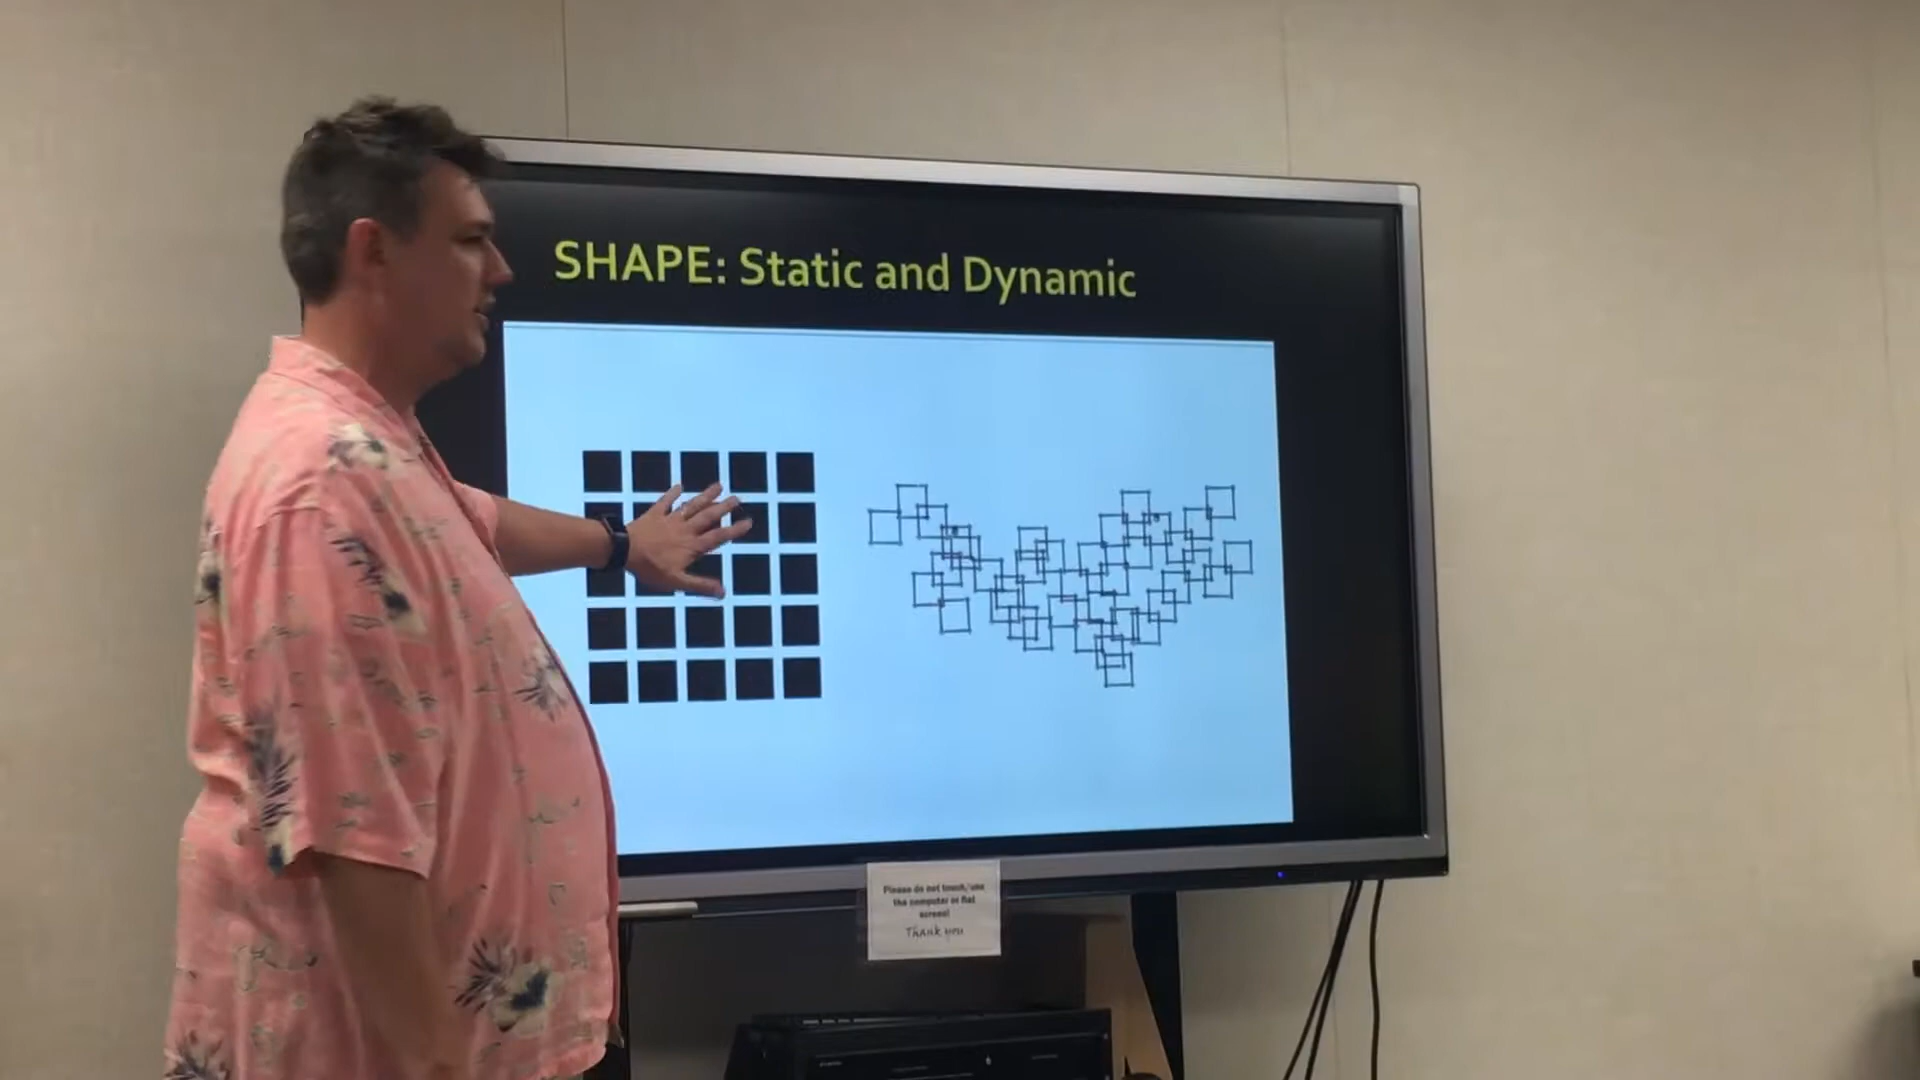 SHAPE: Static and Dynamic
Please do not touch/use
the computer or flat
screen!
Thank you